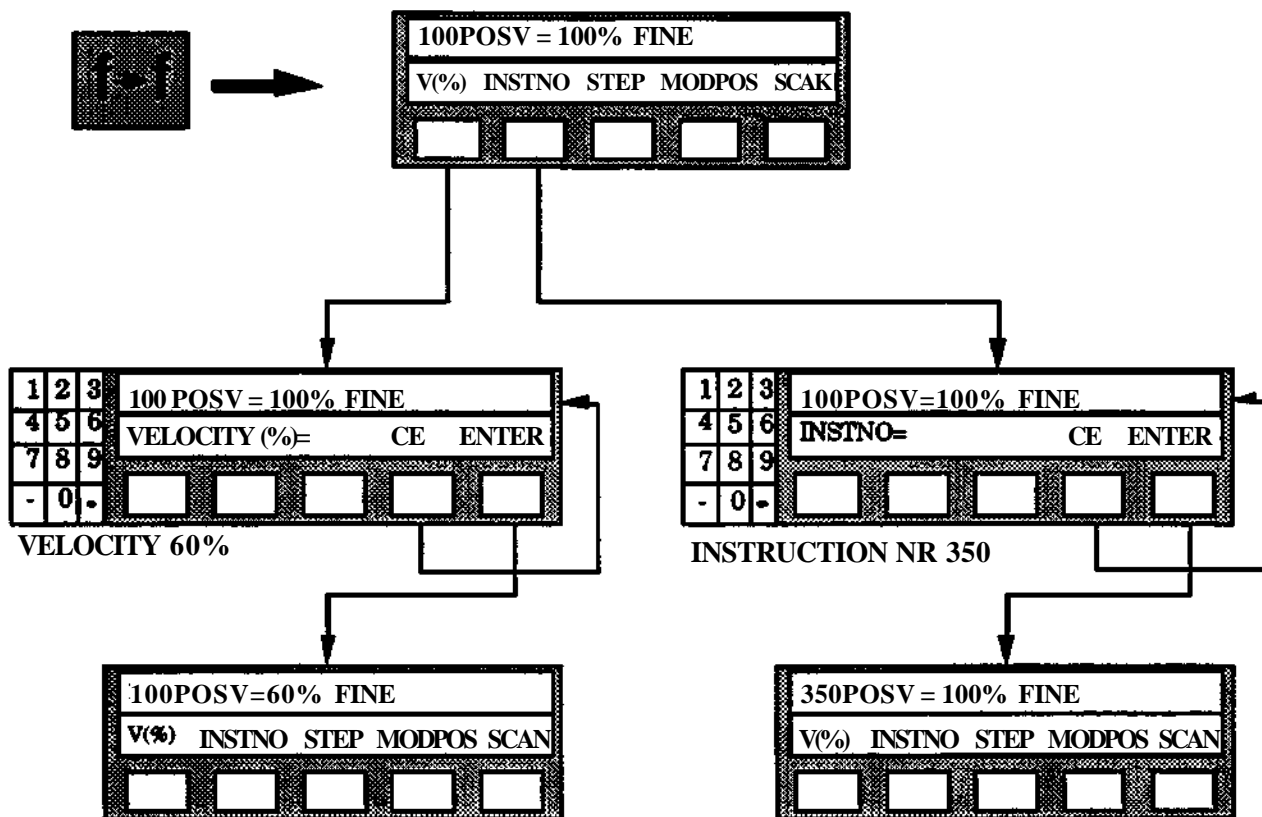 f→f
100POSV = 100% FINE
V(%) INSTNO STEP MODPOS SCAK
1 2 3
4 5 6
7 8 9
- 0 .
100 POSV = 100% FINE
VELOCITY (%)= CE ENTER
VELOCITY 60%
1 2 3
4 5 6
7 8 9
- 0 .
100POSV=100% FINE
INSTNO= CE ENTER
INSTRUCTION NR 350
100POSV=60% FINE
V(%) INSTNO STEP MODPOS SCAN
350POSV = 100% FINE
V(%) INSTNO STEP MODPOS SCAN